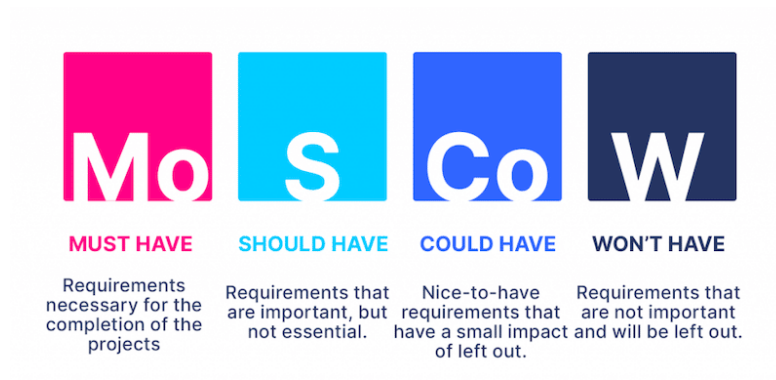 Mo
S
Co
W
MUST HAVE
Requirements
necessary for the
completion of the
projects
SHOULD HAVE
Requirements that
are important, but
not essential.
COULD HAVE
Nice-to-have
requirements that
have a small impact
of left out.
WON'T HAVE
Requirements that
are not important
and will be left out.